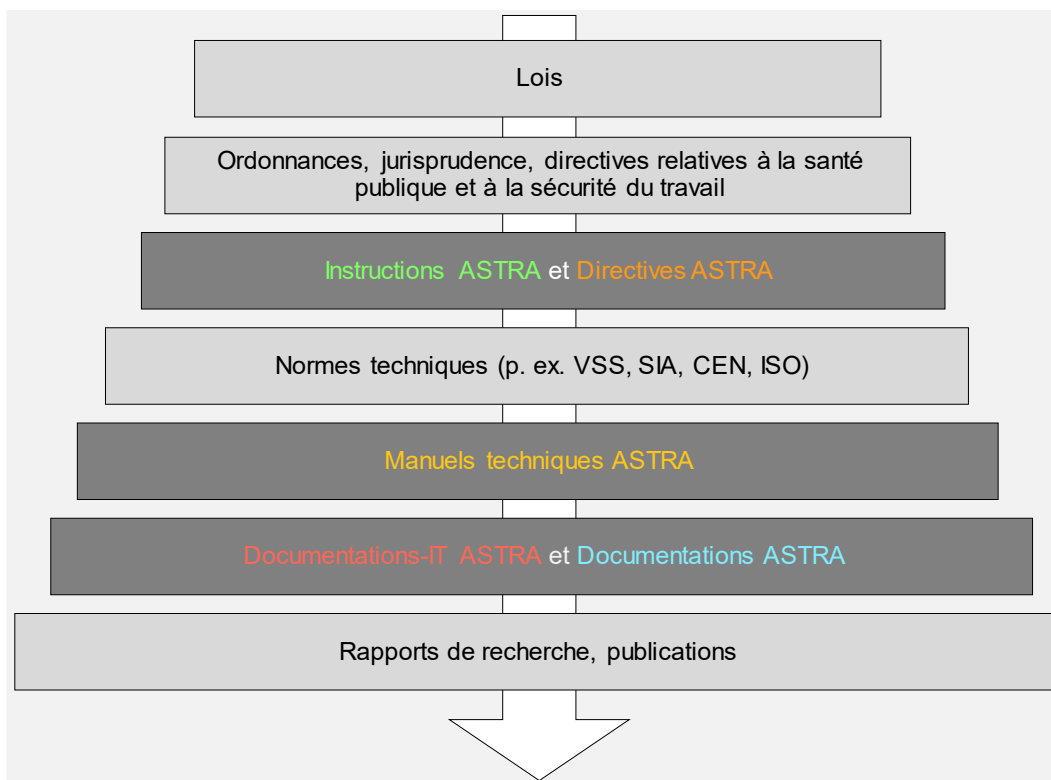 Lois
Ordonnances, jurisprudence, directives relatives à la santé
publique et à la sécurité du travail
Instructions ASTRA et Directives ASTRA
Normes techniques (p. ex. VSS, SIA, CEN, ISO)
Manuels techniques ASTRA
Documentations-IT ASTRA et Documentations ASTRA
Rapports de recherche, publications